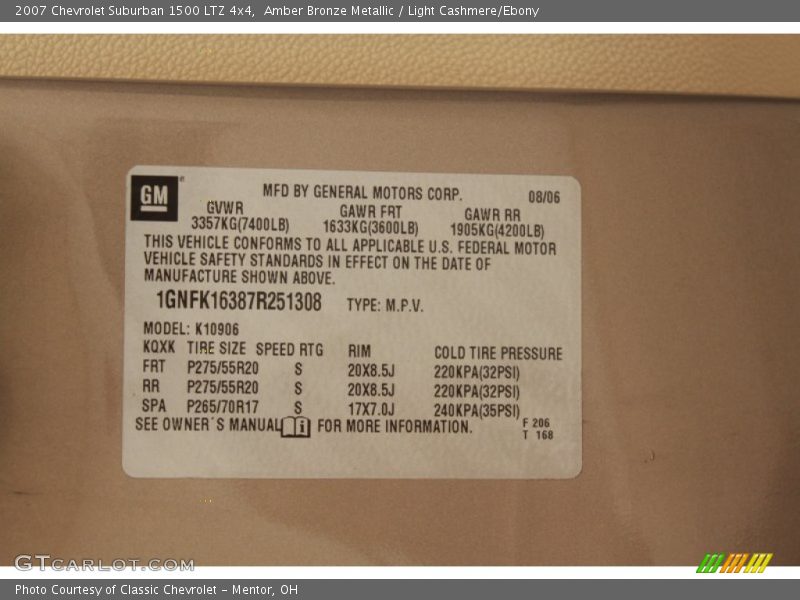 2007 Chevrolet Suburban 1500 LTZ 4x4, Amber Bronze Metallic / Light Cashmere/Ebony
GM
MFD BY GENERAL MOTORS CORP. 08/06
GVWR GAWR FRT GAWR RR
3357KG(7400LB) 1633KG(3600LB) 1905KG(4200LB)
THIS VEHICLE CONFORMS TO ALL APPLICABLE U.S. FEDERAL MOTOR
VEHICLE SAFETY STANDARDS IN EFFECT ON THE DATE OF
MANUFACTURE SHOWN ABOVE.
1GNFK16387R251308 TYPE: M.P.V.
MODEL: K10906
KQXK TIRE SIZE SPEED RTG RIM COLD TIRE PRESSURE
FRT P275/55R20 S 20X8.5J 220KPA(32PSI)
RR P275/55R20 S 20X8.5J 220KPA(32PSI)
SPA P265/70R17 S 17X7.0J 240KPA(35PSI)
SEE OWNER´S MANUAL i FOR MORE INFORMATION.
F 206
T 168
GTCARLOT.COM
Photo Courtesy of Classic Chevrolet - Mentor, OH